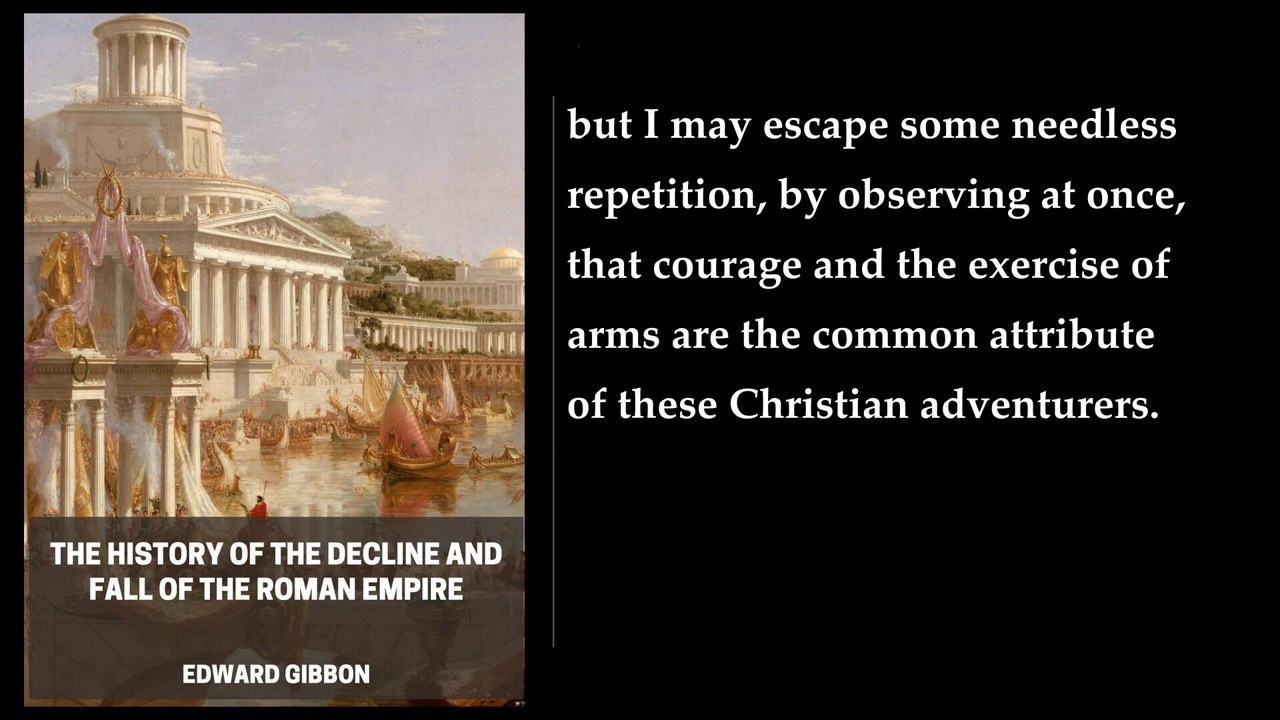 THE HISTORY OF THE DECLINE AND
FALL OF THE ROMAN EMPIRE
EDWARD GIBBON
but I may escape some needless
repetition, by observing at once,
that courage and the exercise of
arms are the common attribute
of these Christian adventurers.